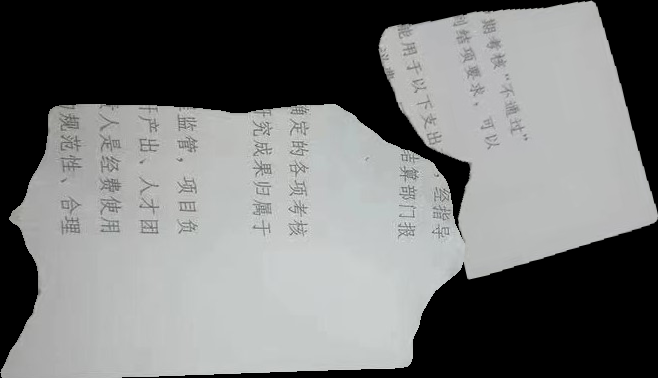 期考核“不通过”
结项要求，可以
能用于以下支出
，经指导
结算部门报
确定的各项考核
研究成果归属于
监管，项目负
产出、人才团
人是经费使用
规范性、合理